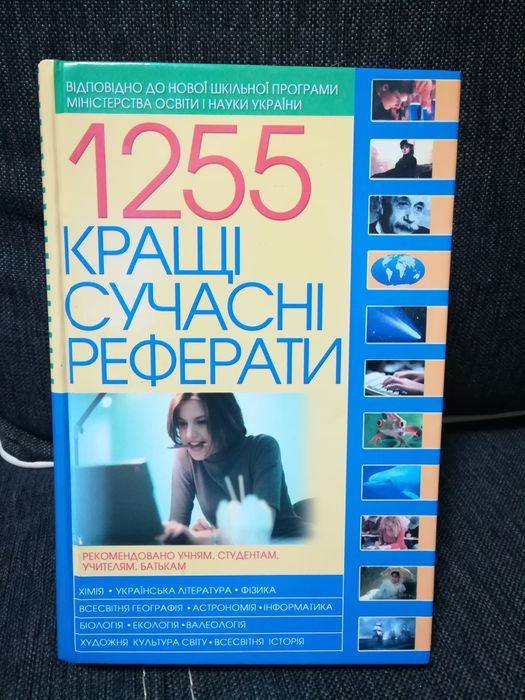 ВІДПОВІДНО ДО НОВОЇ ШКІЛЬНОЇ ПРОГРАМИ
МІНІСТЕРСТВА ОСВІТИ І НАУКИ УКРАЇНИ
1255
КРАЩІ
СУЧАСНІ
РЕФЕРАТИ
РЕКОМЕНДОВАНО УЧНЯМ, СТУДЕНТАМ,
УЧИТЕЛЯМ, БАТЬКАМ
ХІМІЯ • УКРАЇНСЬКА ЛІТЕРАТУРА • ФІЗИКА
ВСЕСВІТНЯ ГЕОГРАФІЯ • АСТРОНОМІЯ • ІНФОРМАТИКА
БІОЛОГІЯ • ЕКОЛОГІЯ • ВАЛЕОЛОГІЯ
ХУДОЖНЯ КУЛЬТУРА СВІТУ • ВСЕСВІТНЯ ІСТОРІЯ